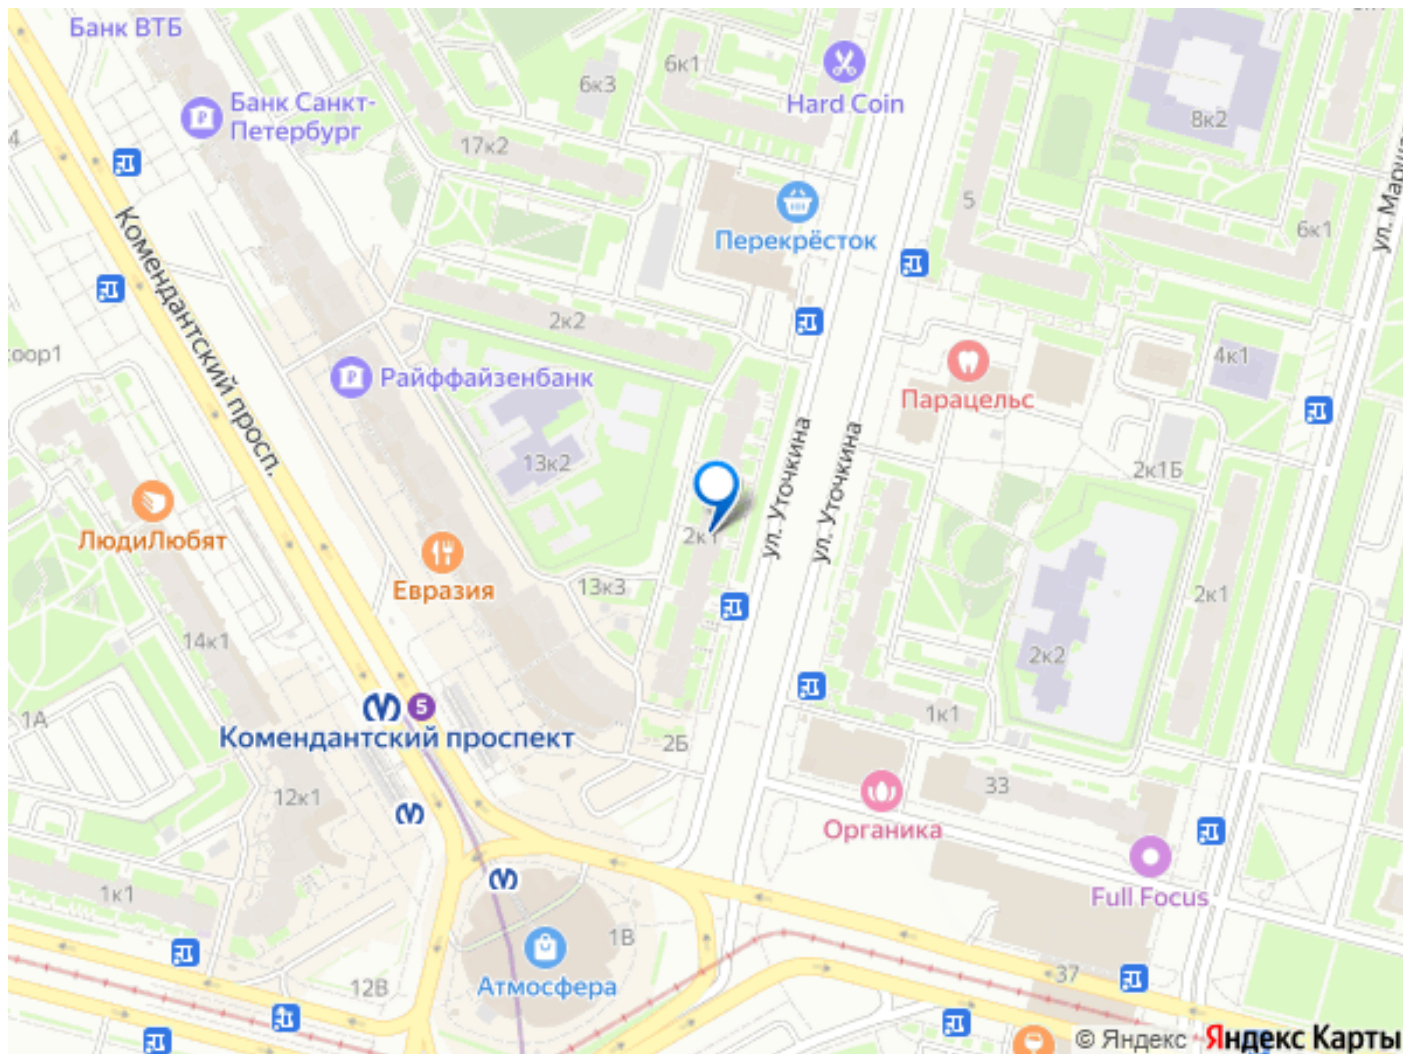 Банк ВТБ
6к1
6к3
Hard Coin
Банк Санкт-
Петербург
8к2
17к2
4
5
Перекрёсток
6к1
Комендантский просп.
2к2
4к1
Райффайзенбанк
Парацельс
13к2
2к1Б
ул. Уточкина
ул. Уточкина
ЛюдиЛюбят
2к1
Евразия
13к3
2к1
14к1
2к2
5
1А
1к1
Комендантский проспект
2Б
33
12к1
Органика
1к1
Full Focus
1В
37
12В
Атмосфера
© Яндекс
Яндекс Карты